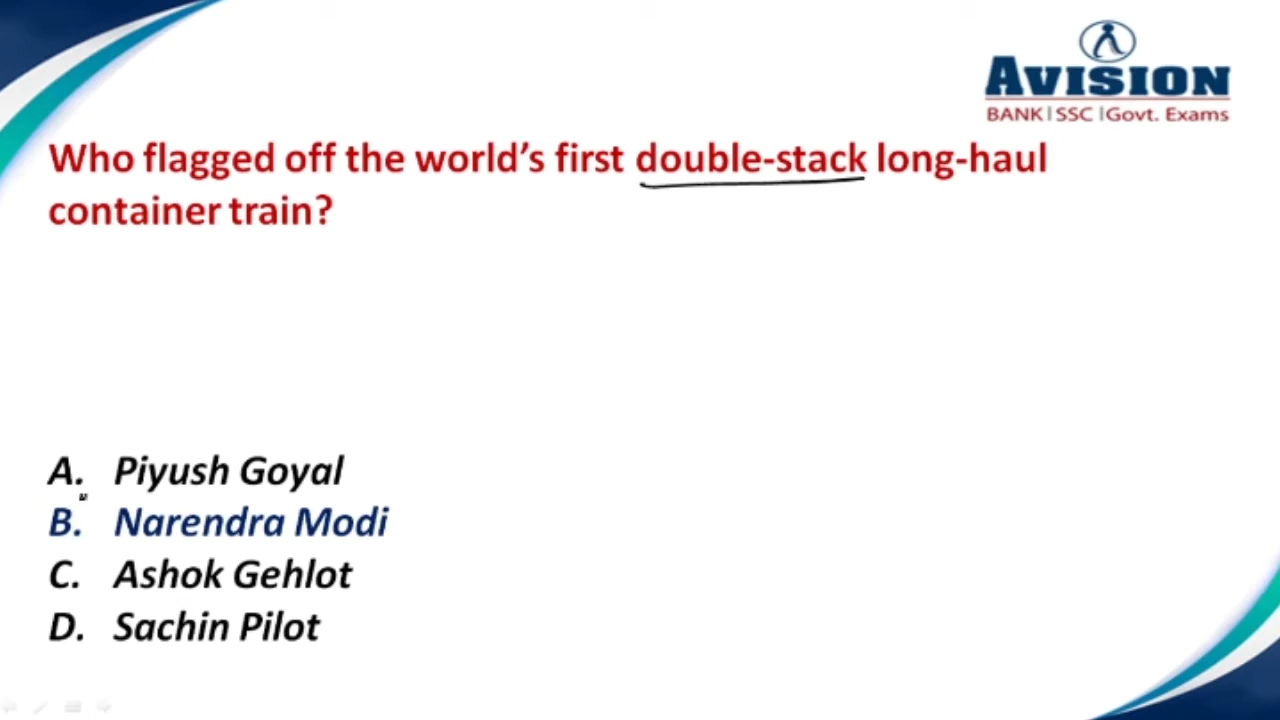 AVISION
BANK|SSC|Govt. Exams
Who flagged off the world’s first double-stack long-haul
container train?
A. Piyush Goyal
B. Narendra Modi
C. Ashok Gehlot
D. Sachin Pilot